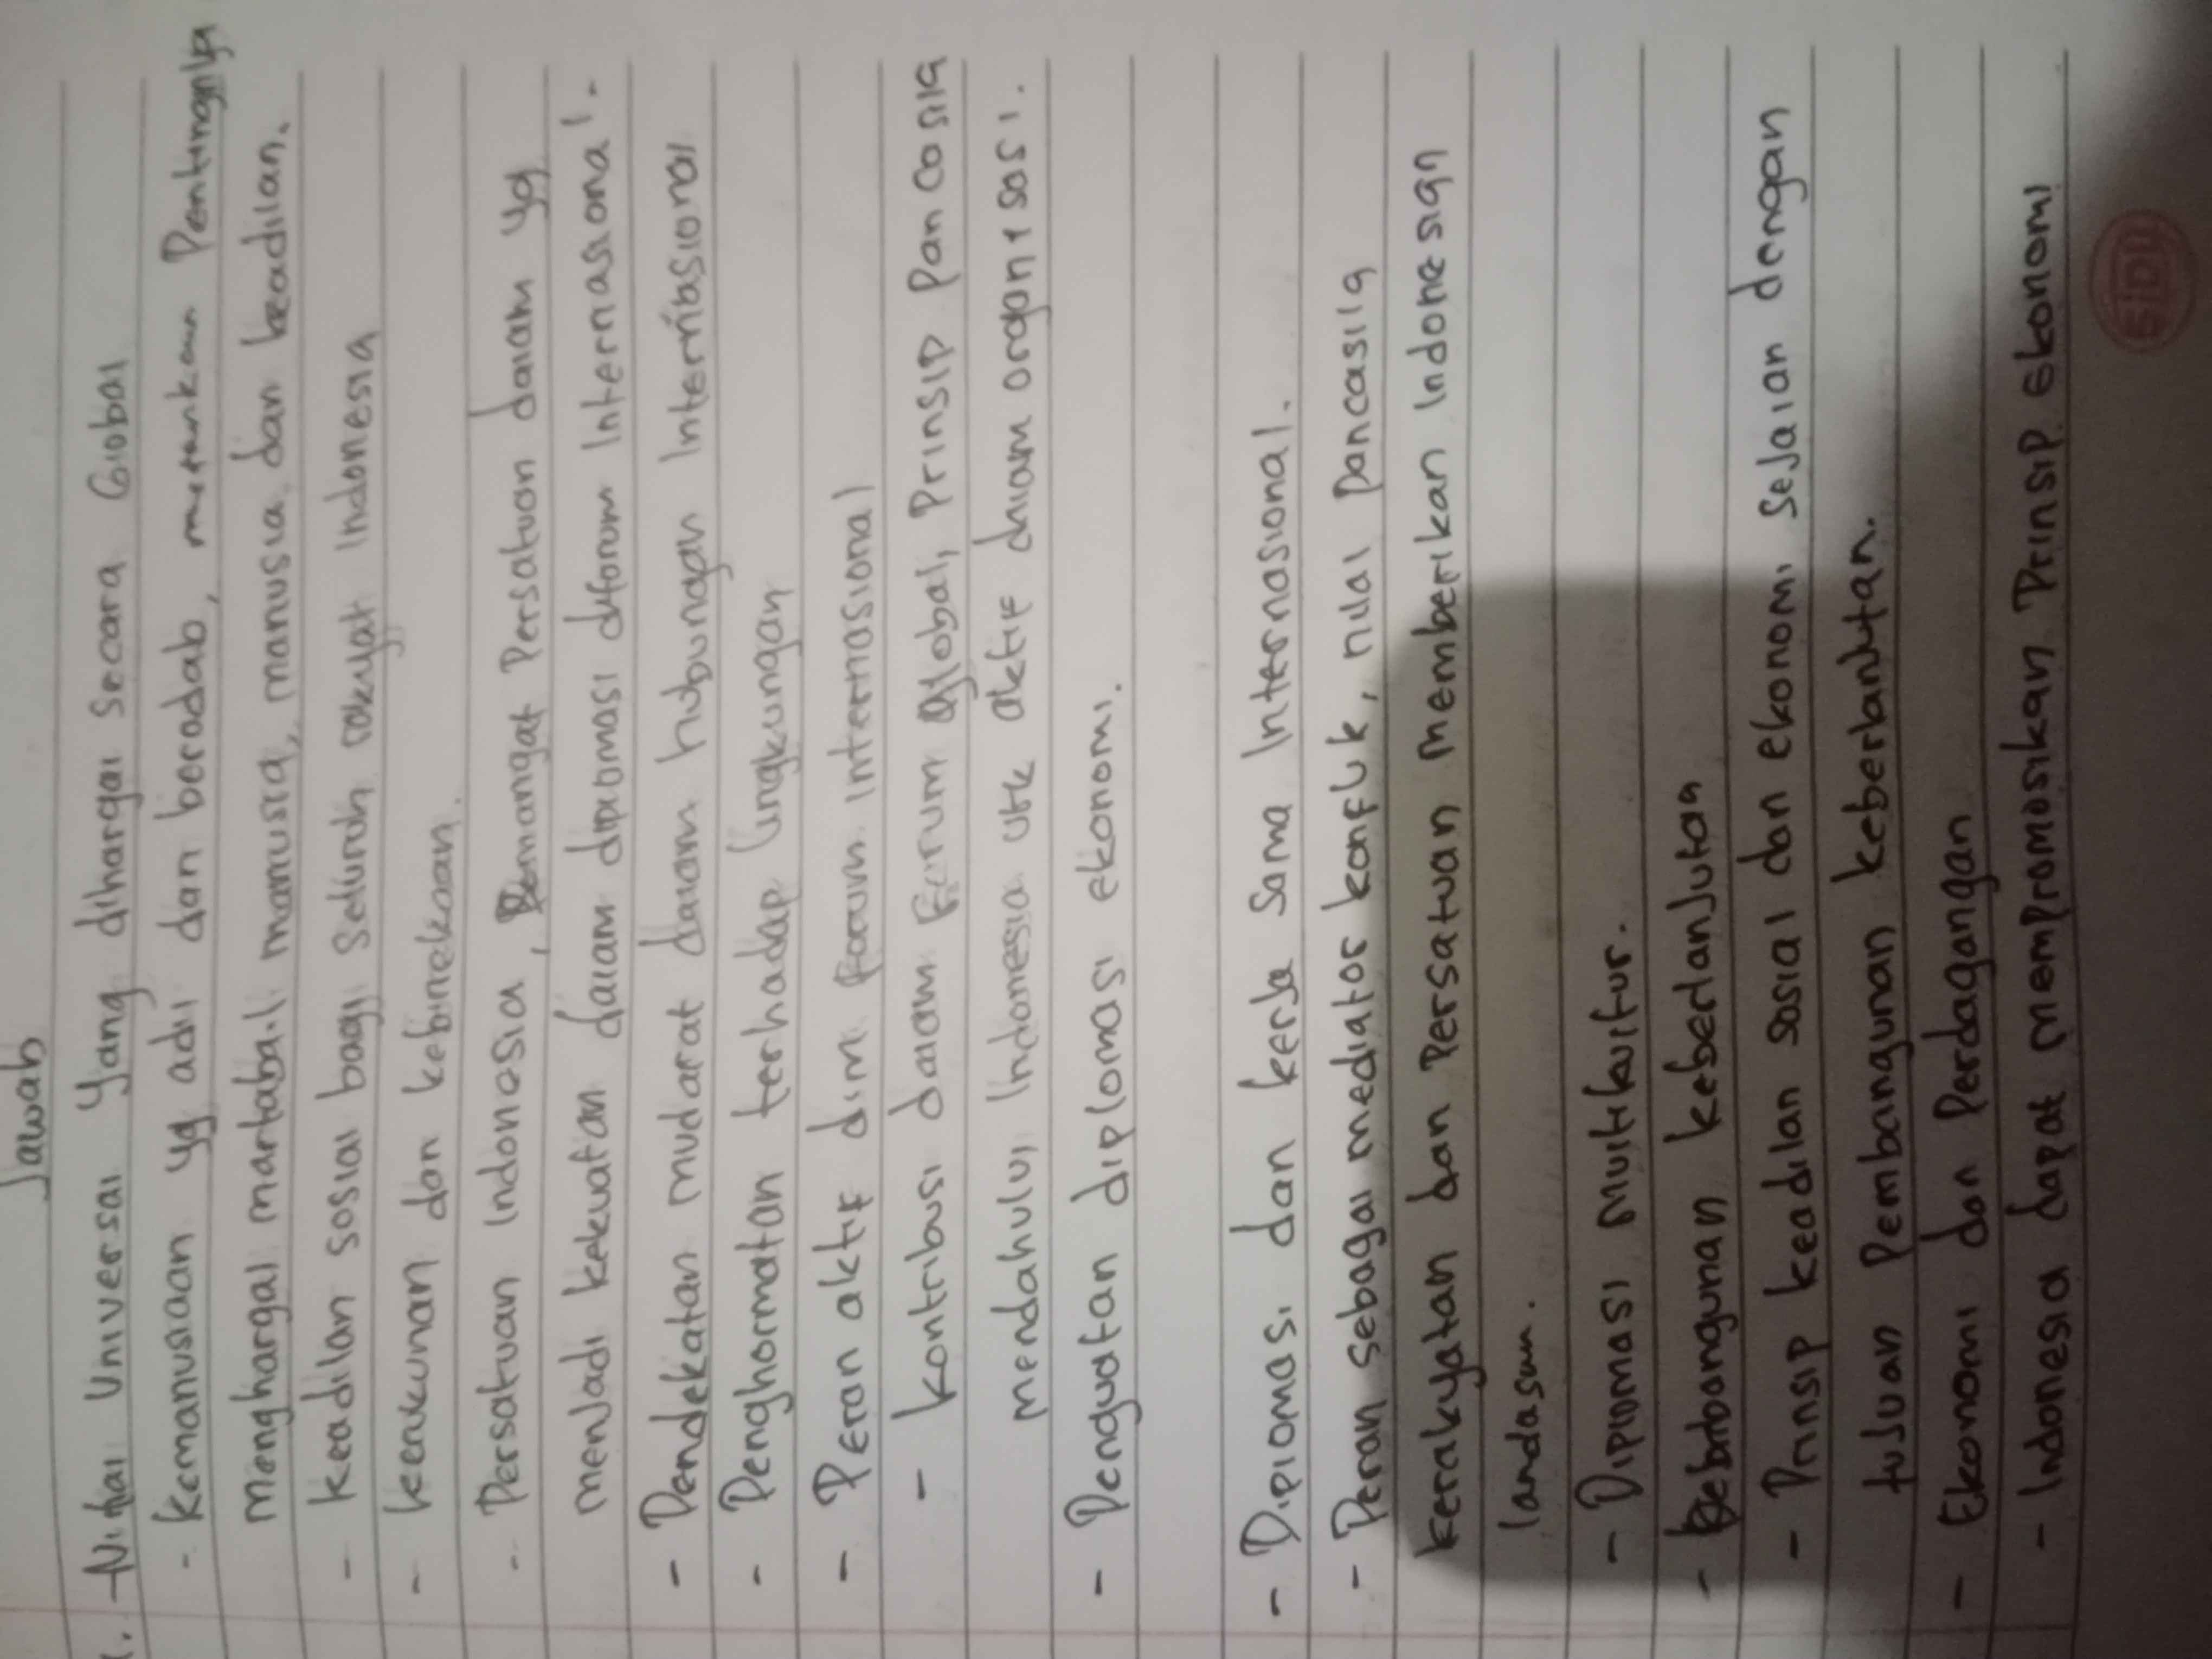 Jawab
1. - Nilai Universal Yang dihargai secara Global
- kemanusiaan yg adil dan beradab, Pentingnya
menghargai martabat manusia, manusia dan keadilan.
- keadilan sosial bagi seluruh rakyat Indonesia
- kerukunan dan kebinekaan.
- Persatuan Indonesia, Semangat Persatuan dalam yg
menjadi kekuatan dalam diplomasi diforum Internasional.
- Pendekatan mudarat dalam hubungan Internasional
- Penghormatan terhadap lingkungan
- Peran aktif dlm forum internasional
- kontribusi dalam Forum global, Prinsip Pancasila
mendahului Indonesia utk aktif dalam organisasi.
- Penguatan diplomasi ekonomi.
- Diplomasi dan kerja sama Internasional.
- Peran sebagai mediator konflik, nilai pancasila
kerakyatan dan Persatuan memberikan Indonesian
landasan.
- Diplomasi multikultur.
- keberlanjutan
- Prinsip keadilan sosial dan ekonomi sejalan dengan
tujuan Pembangunan keberlanjutan.
- Ekonomi dan Perdagangan
- Indonesia dapat mempromosikan Prinsip ekonomi
SIDU